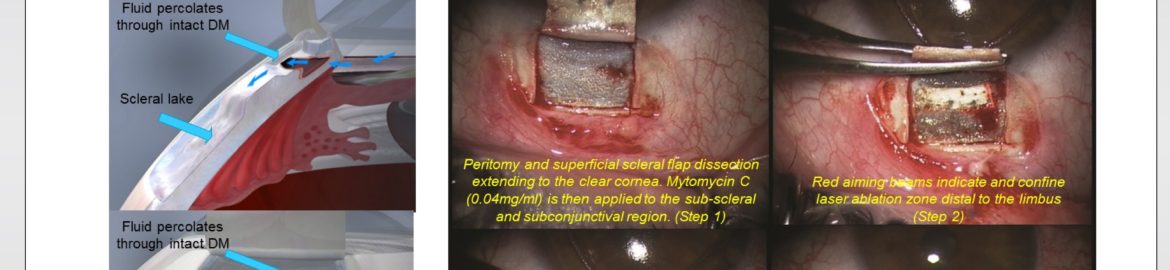 Fluid percolates
through intact DM
Scleral lake
Peritomy and superficial scleral flap dissection
extending to the clear cornea. Mytomycin C
(0.04mg/ml) is then applied to the sub-scleral
and subconjunctival region. (Step 1)
Red aiming beams indicate and confine
laser ablation zone distal to the limbus
(Step 2)
Fluid percolates
through intact DM